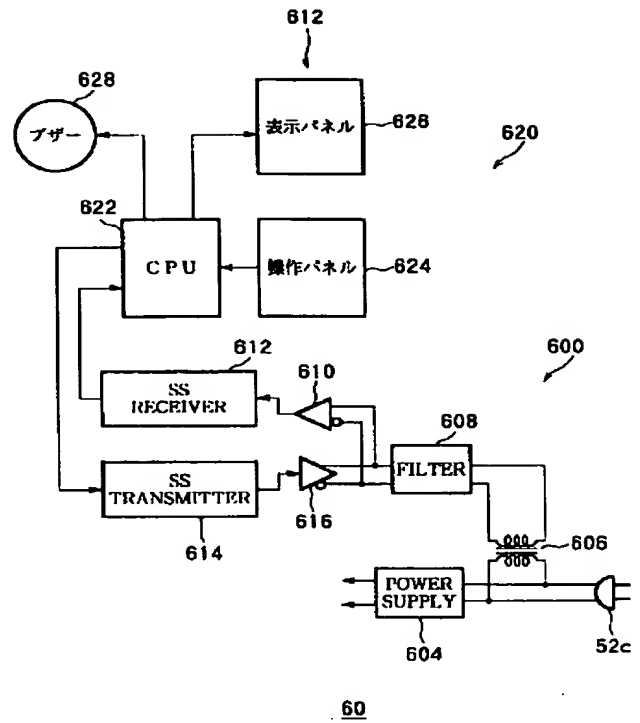 612
628
ブザー
表示パネル
628
620
622
CPU
操作パネル
624
612
SS
RECEIVER
610
600
608
FILTER
SS
TRANSMITTER
614
616
606
POWER
SUPPLY
604
52c
60